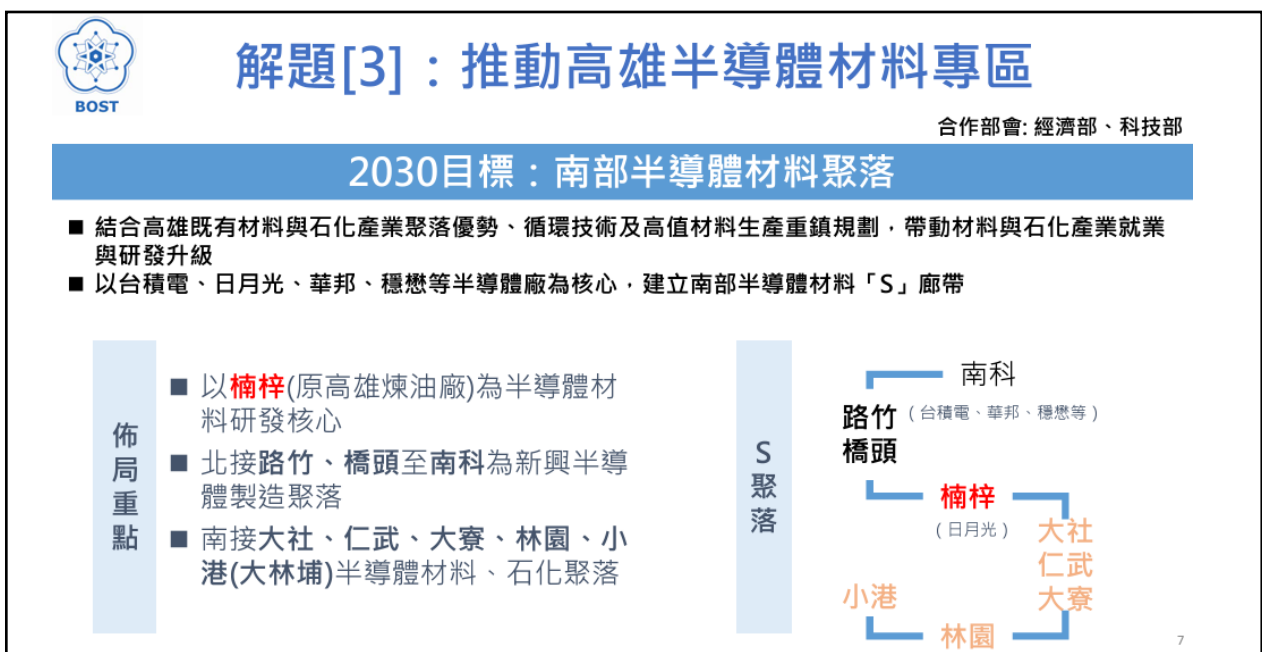 BOST
解題[3]：推動高雄半導體材料專區
合作部會: 經濟部、科技部
2030目標：南部半導體材料聚落
■ 結合高雄既有材料與石化產業聚落優勢、循環技術及高值材料生產重鎮規劃，帶動材料與石化產業就業
與研發升級
■ 以台積電、日月光、華邦、穩懋等半導體廠為核心，建立南部半導體材料「S」廊帶
佈局重點
■ 以楠梓(原高雄煉油廠)為半導體材
料研發核心
■ 北接路竹、橋頭至南科為新興半導
體製造聚落
■ 南接大社、仁武、大寮、林園、小
港(大林埔)半導體材料、石化聚落
S聚落
南科
路竹（台積電、華邦、穩懋等）
橋頭
楠梓
（日月光）
大社
仁武
大寮
小港
林園
7